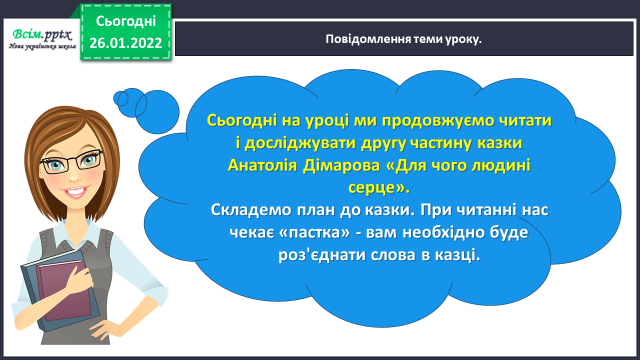 Всім.pptx
Нова українська школа
Сьогодні
26.01.2022
Повідомлення теми уроку.
Сьогодні на уроці ми продовжуємо читати
і досліджувати другу частину казки
Анатолія Дімарова «Для чого людині
серце».
Складемо план до казки. При читанні нас
чекає «пастка» - вам необхідно буде
роз'єднати слова в казці.